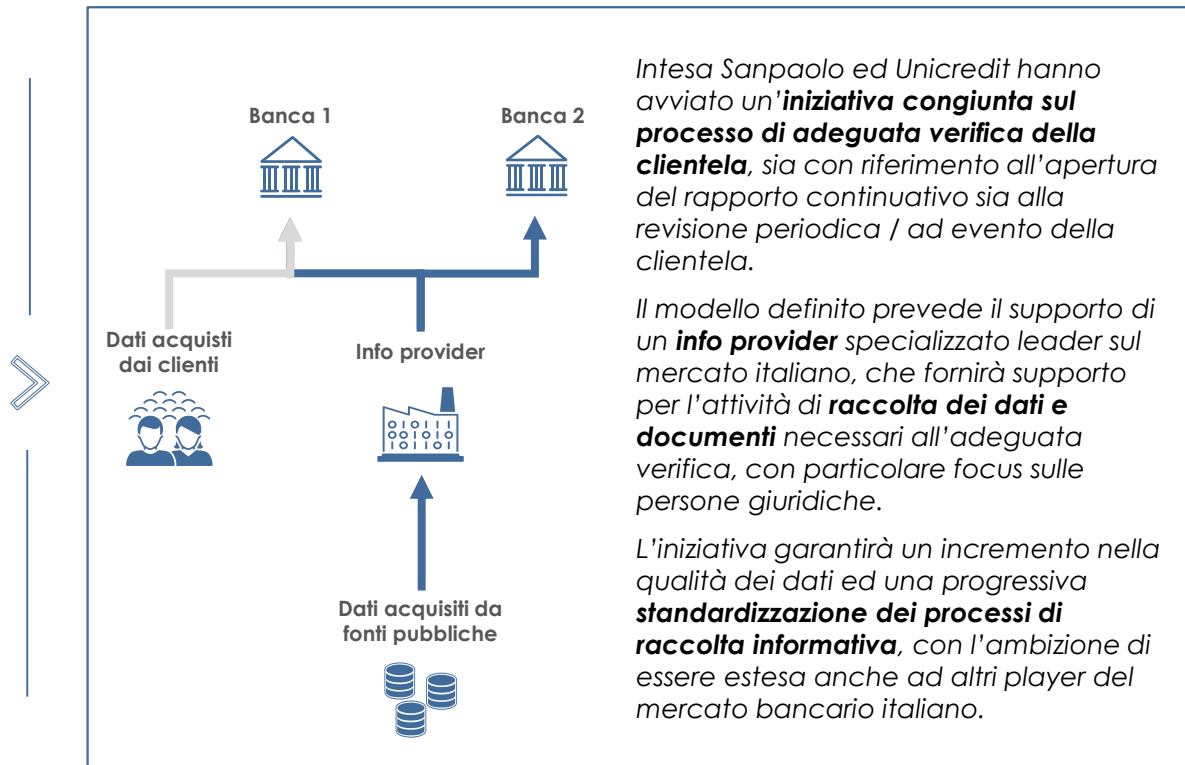 Banca 1
Banca 2
Dati acquisti
dai clienti
Info provider
Dati acquisiti da
fonti pubbliche
Intesa Sanpaolo ed Unicredit hanno
avviato un’iniziativa congiunta sul
processo di adeguata verifica della
clientela, sia con riferimento all’apertura
del rapporto continuativo sia alla
revisione periodica / ad evento della
clientela.
Il modello definito prevede il supporto di
un info provider specializzato leader sul
mercato italiano, che fornirà supporto
per l’attività di raccolta dei dati e
documenti necessari all’adeguata
verifica, con particolare focus sulle
persone giuridiche.
L’iniziativa garantirà un incremento nella
qualità dei dati ed una progressiva
standardizzazione dei processi di
raccolta informativa, con l’ambizione di
essere estesa anche ad altri player del
mercato bancario italiano.